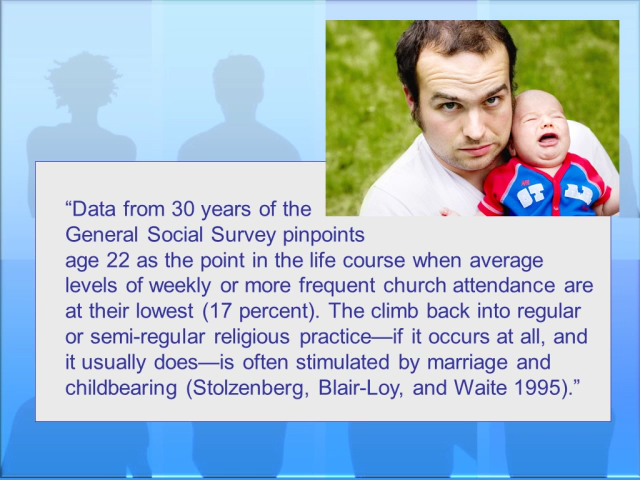 “Data from 30 years of the
General Social Survey pinpoints
age 22 as the point in the life course when average
levels of weekly or more frequent church attendance are
at their lowest (17 percent). The climb back into regular
or semi-regular religious practice—if it occurs at all, and
it usually does—is often stimulated by marriage and
childbearing (Stolzenberg, Blair-Loy, and Waite 1995).”